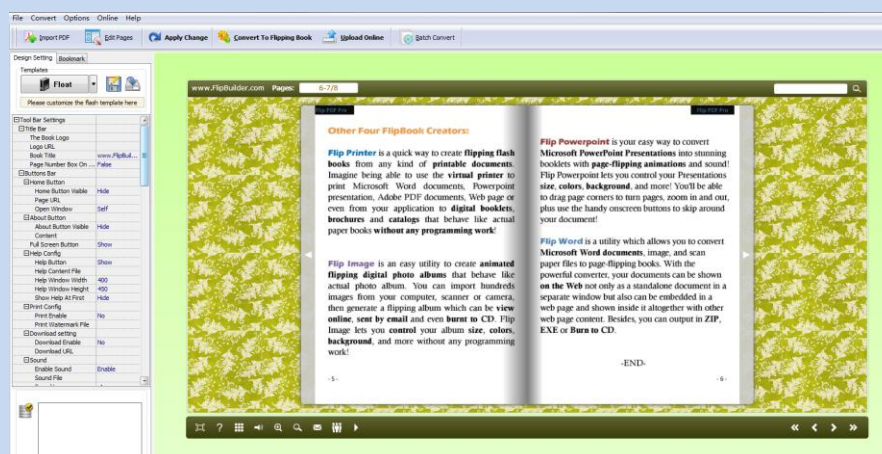 File Convert Options Online Help
Import PDF Edit Pages Apply Change Convert To Flipping Book Upload Online Batch Convert
Design Setting Bookmark
Templates
Float
Please customize the flash template here
Tool Bar Settings
Title Bar
The Book Logo
Logo URL
Book Title www.FlipBuil...
Page Number Box On ... False
Buttons Bar
Home Button
Home Button Visible Hide
Page URL
Open Window Self
About Button
About Button Visible Hide
Content
Full Screen Button Show
Help Config
Help Button Show
Help Content File
Help Window Width 400
Help Window Height 450
Show Help At First Hide
Print Config
Print Enable No
Print Watermark File
Download setting
Download Enable No
Download URL
Sound
Enable Sound Enable
Sound File
www.FlipBuilder.com Pages: 6-7/8
Flip PDF Pro
Other Four FlipBook Creators:
Flip Printer is a quick way to create flipping flash
books from any kind of printable documents.
Imagine being able to use the virtual printer to
print Microsoft Word documents, Powerpoint
presentation, Adobe PDF documents, Web page or
even from your application to digital booklets,
brochures and catalogs that behave like actual
paper books without any programming work!
Flip Image is an easy utility to create animated
flipping digital photo albums that behave like
actual photo album. You can import hundreds
images from your computer, scanner or camera,
then generate a flipping album which can be view
online, sent by email and even burnt to CD. Flip
Image lets you control your album size, colors,
background, and more without any programming
work!
- 5 -
Flip PDF Pro
Flip Powerpoint is your easy way to convert
Microsoft PowerPoint Presentations into stunning
booklets with page-flipping animations and sound!
Flip Powerpoint lets you control your Presentations
size, colors, background, and more! You'll be able
to drag page corners to turn pages, zoom in and out,
plus use the handy onscreen buttons to skip around
your document!
Flip Word is a utility which allows you to convert
Microsoft Word documents, image, and scan
paper files to page-flipping books. With the
powerful converter, your documents can be shown
on the Web not only as a standalone document in a
separate window but also can be embedded in a
web page and shown inside it altogether with other
web page content. Besides, you can output in ZIP,
EXE or Burn to CD.
-END-
- 6 -